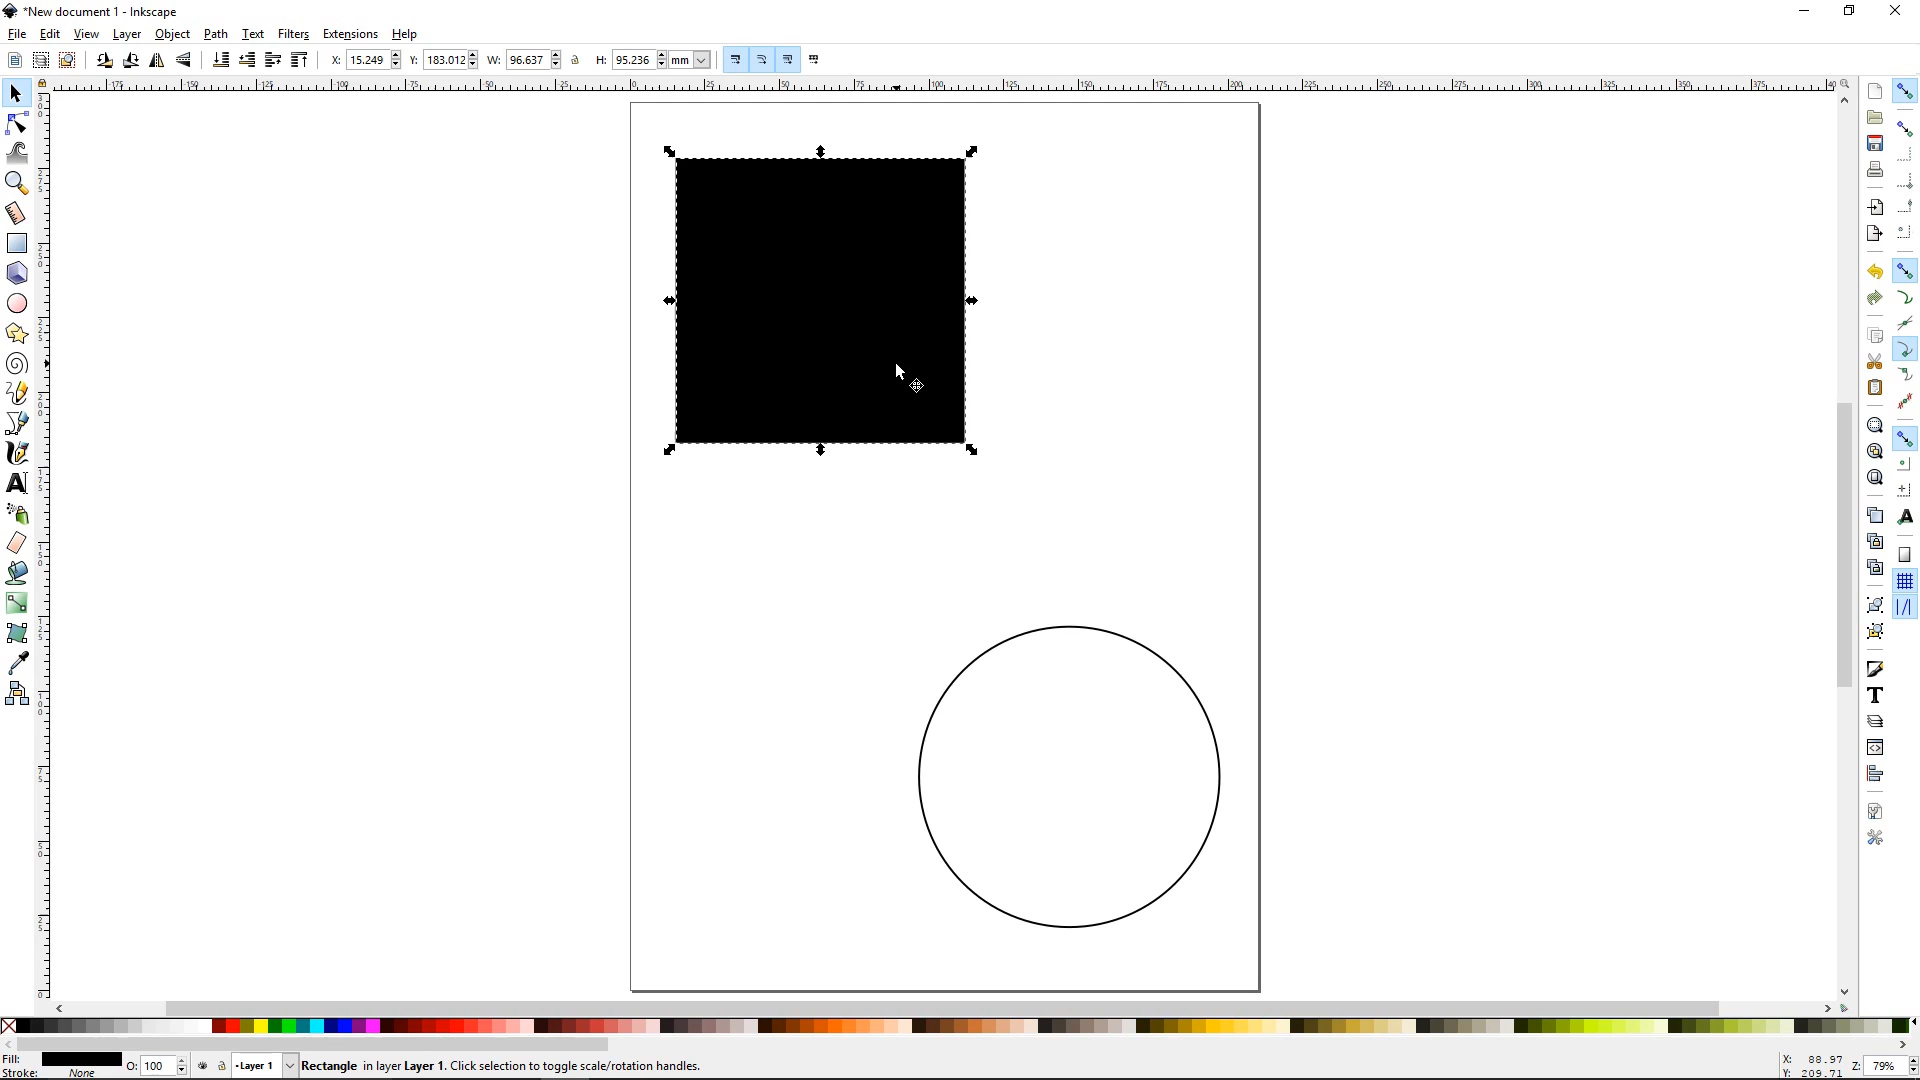 *New document 1 - Inkscape
File Edit View Layer Object Path Text Filters Extensions Help
X: 15.249 Y: 183.012 W: 96.637 H: 95.236 mm
Fill:
Stroke: None
O: 100
•Layer 1
Rectangle in layer Layer 1. Click selection to toggle scale/rotation handles.
X: 88.97
Y: 209.71
Z: 79%